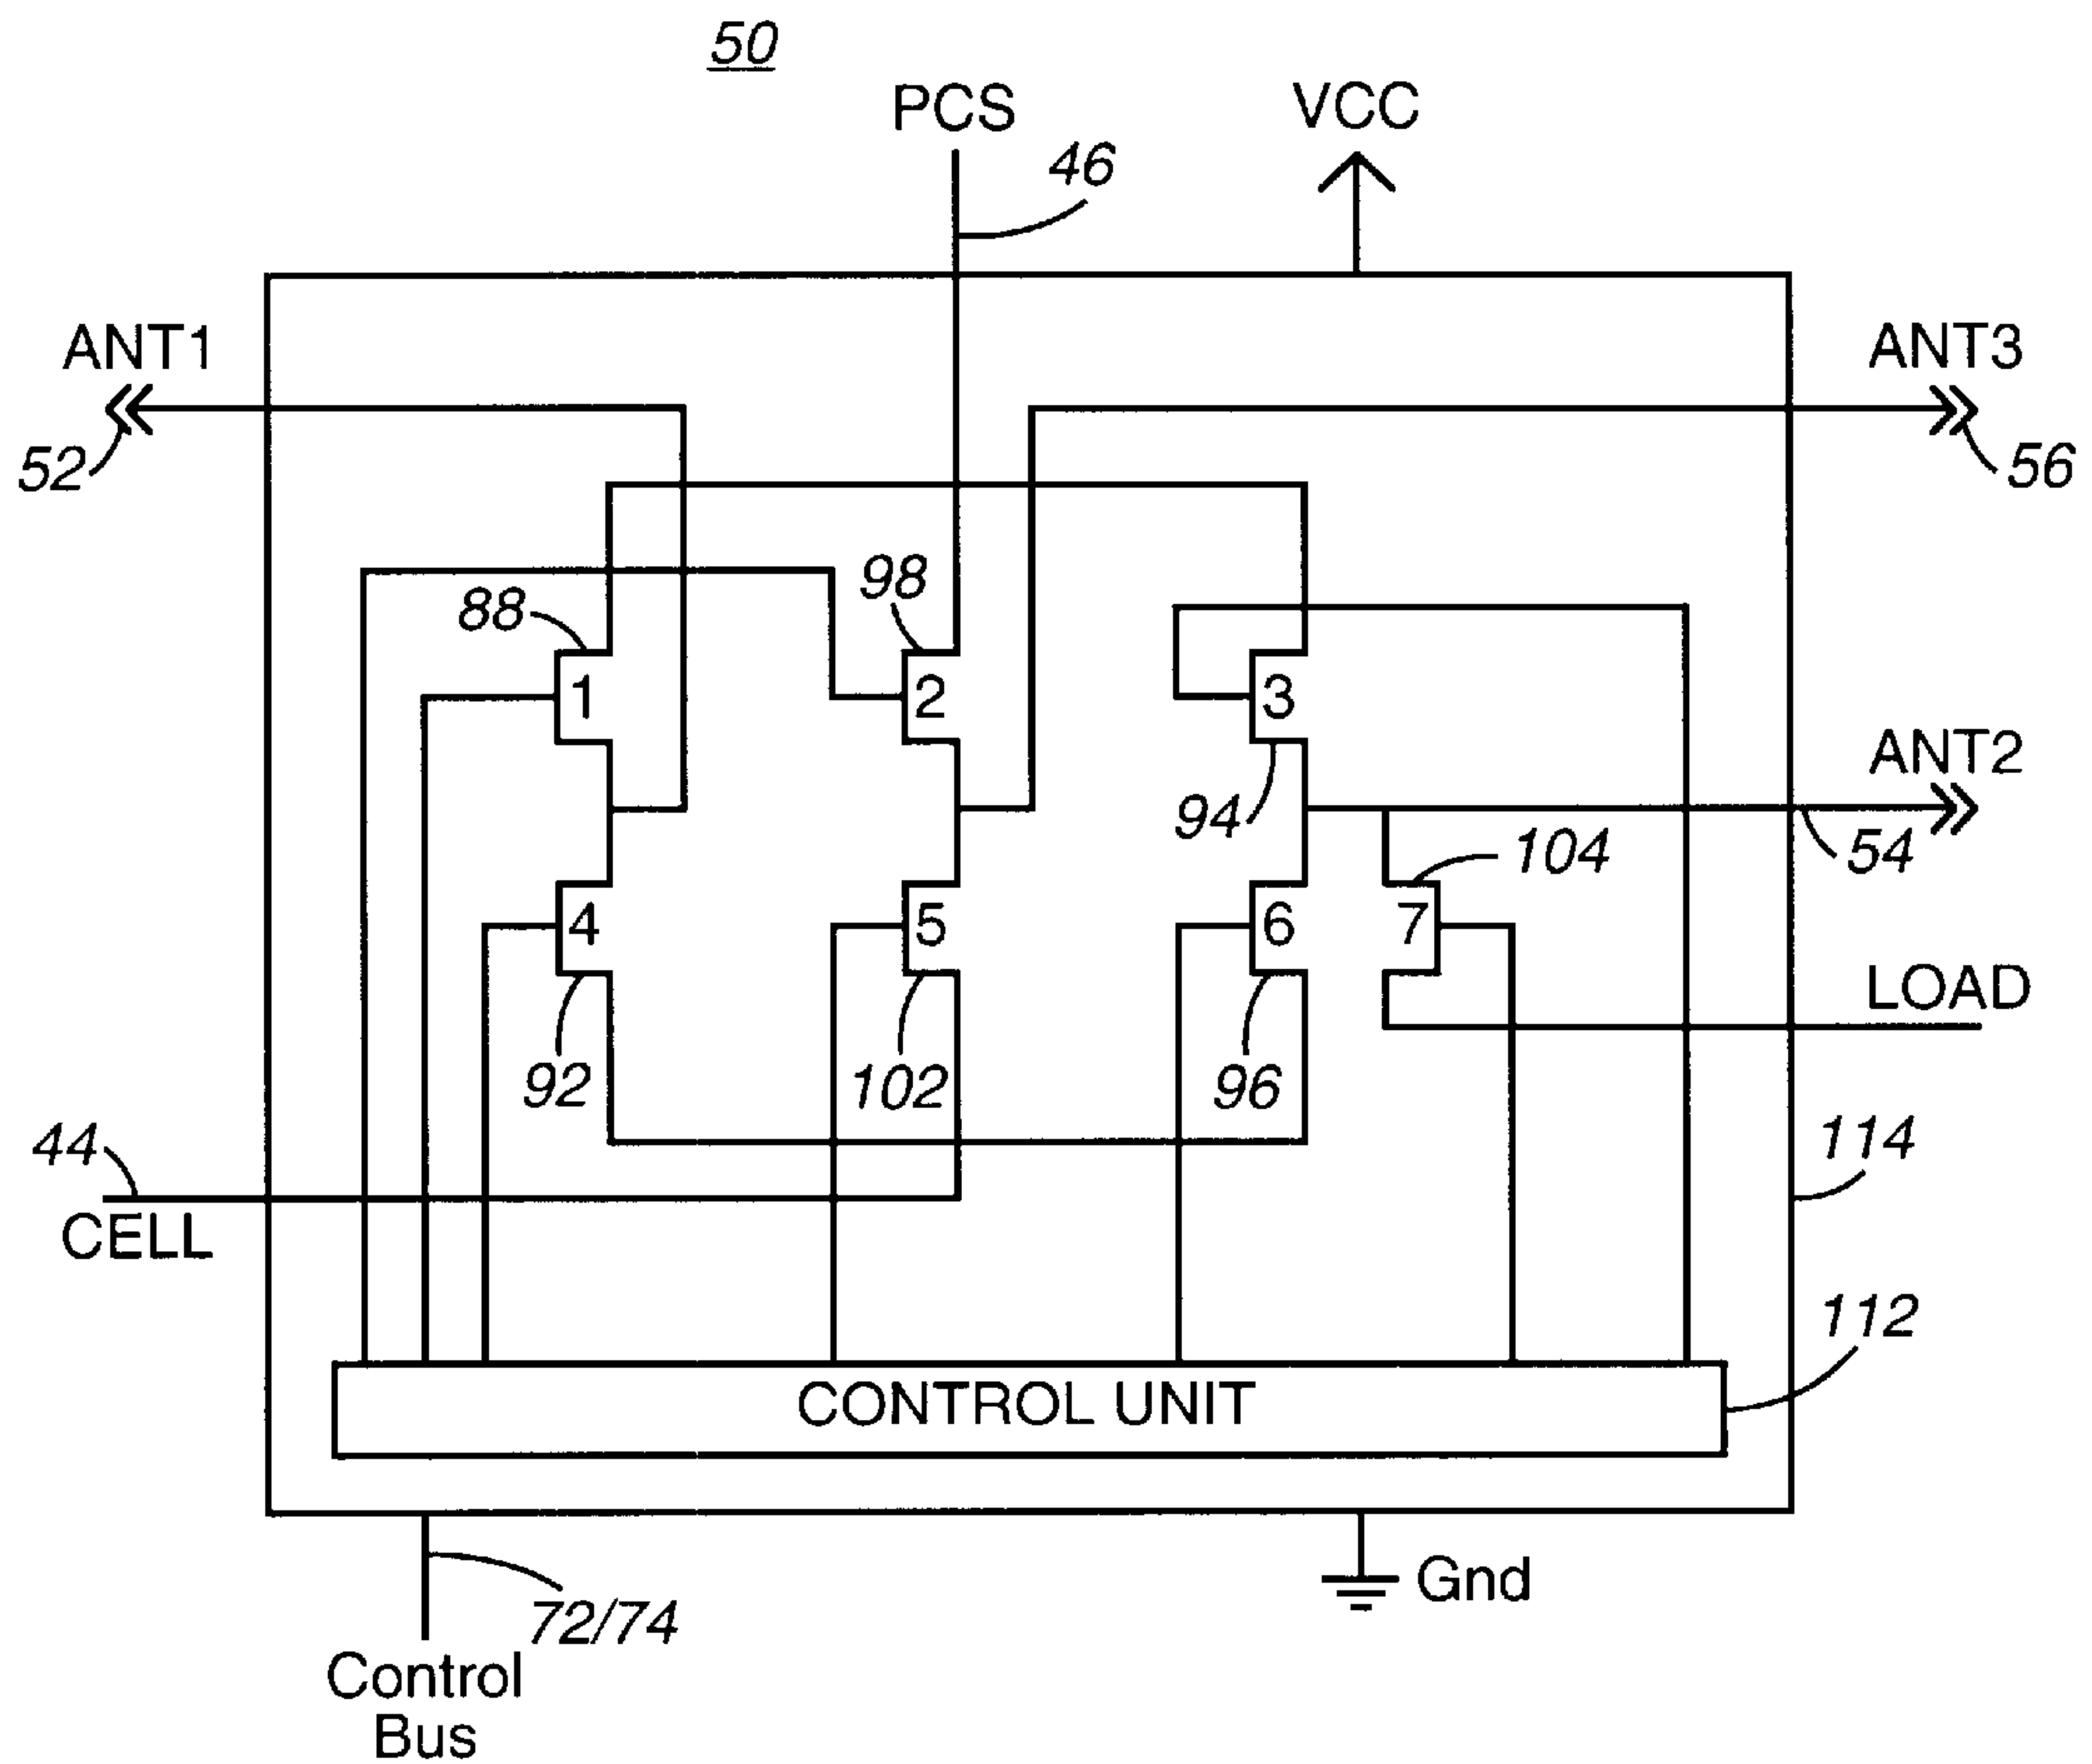 50
PCS
VCC
46
ANT1
ANT3
52
56
98
88
1
2
3
ANT2
94
104
54
4
5
6
7
LOAD
92
102
96
44
114
CELL
112
CONTROL UNIT
Gnd
72/74
Control
Bus